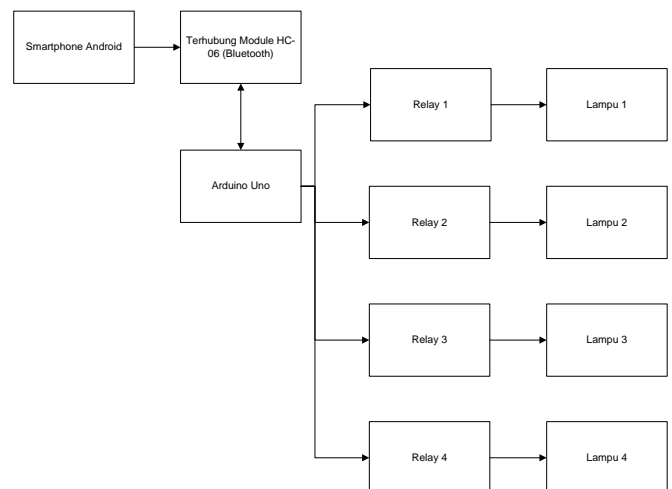 Smartphone Android
Terhubung Module HC-
06 (Bluetooth)
Arduino Uno
Relay 1
Lampu 1
Relay 2
Lampu 2
Relay 3
Lampu 3
Relay 4
Lampu 4